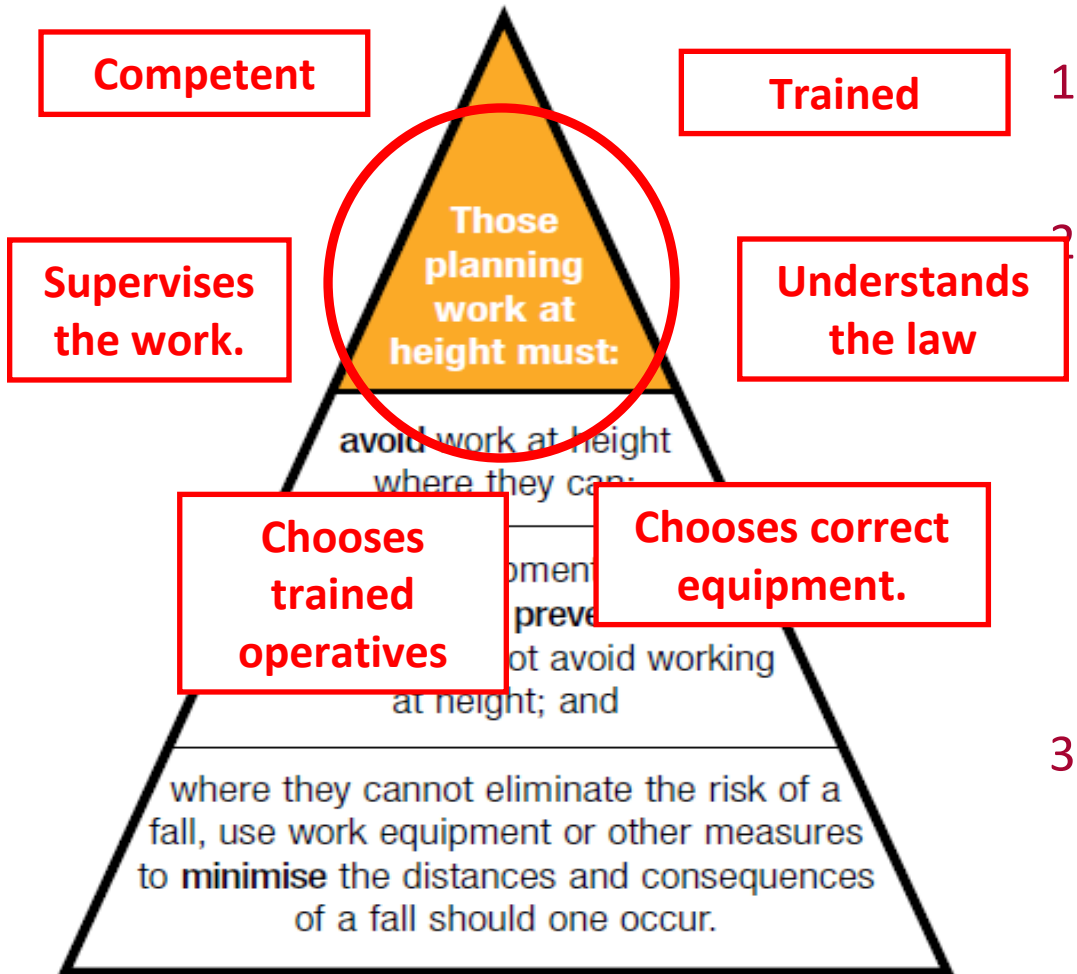 Competent
Trained
1
Those
planning
work at
height must:
2
Supervises
the work.
Understands
the law
avoid work at height
where they can;
Chooses
trained
operatives
Chooses correct
equipment.
avoid working
at height; and
3
where they cannot eliminate the risk of a
fall, use work equipment or other measures
to minimise the distances and consequences
of a fall should one occur.